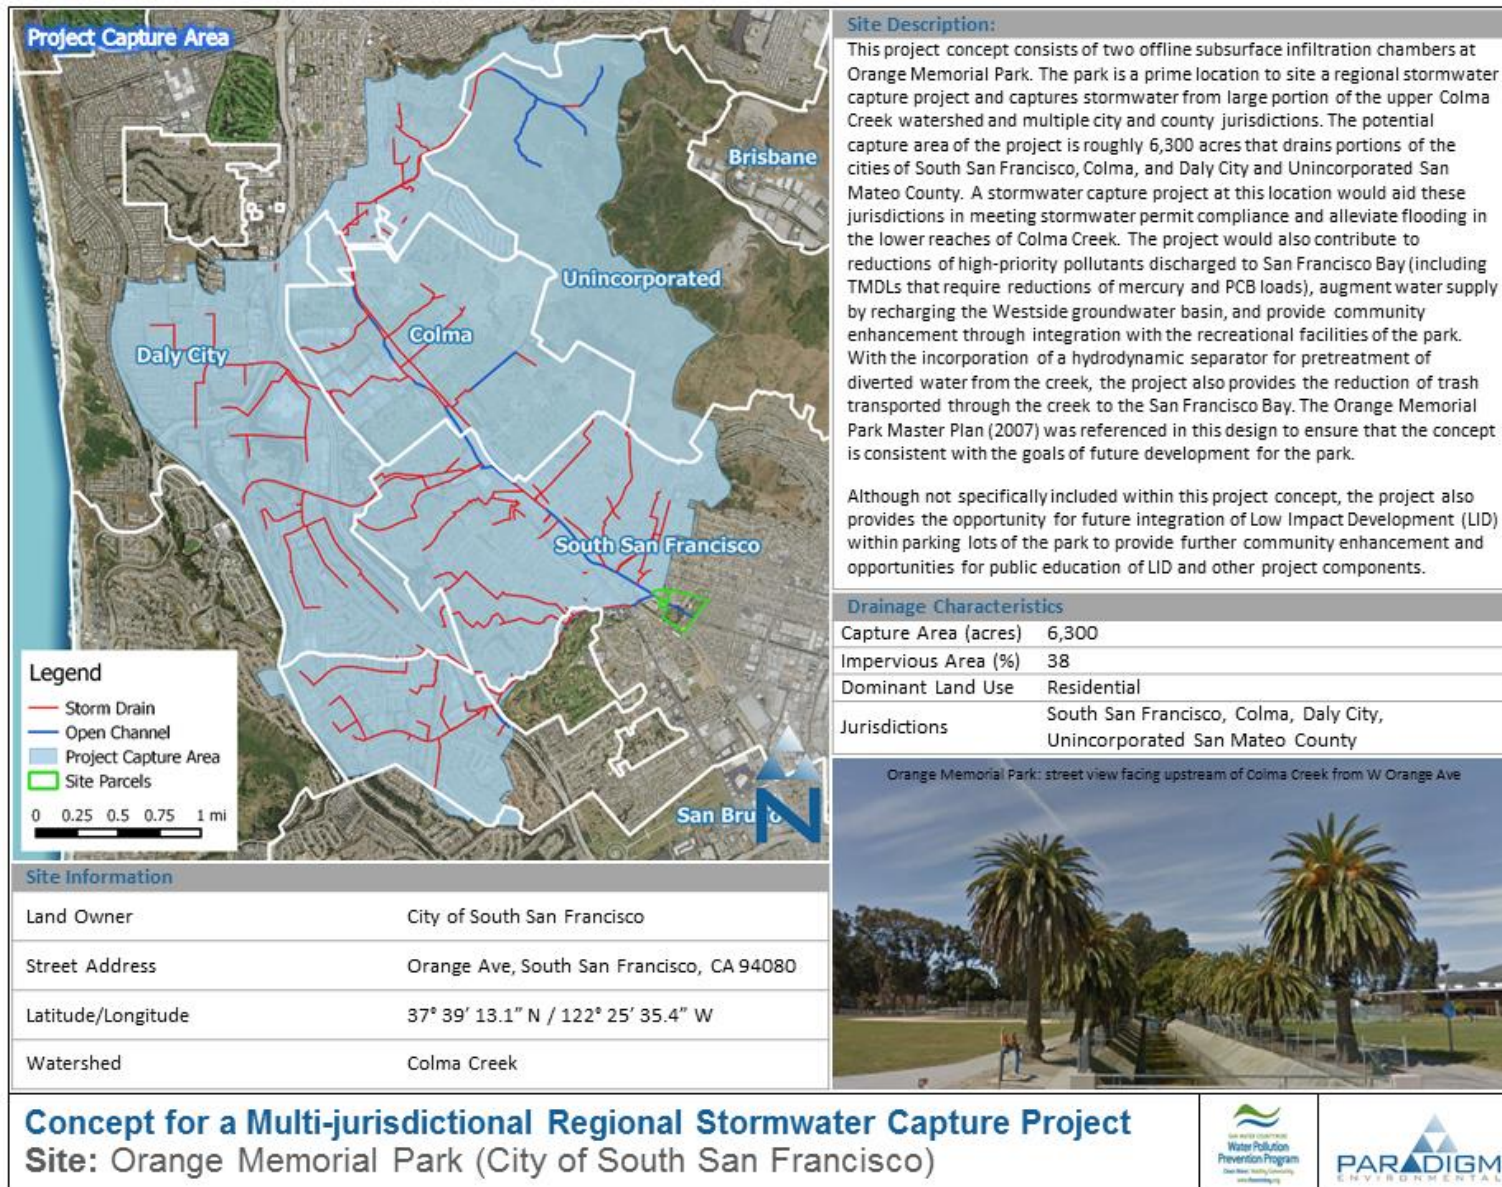 Project Capture Area
Brisbane
Unincorporated
Colma
Daly City
South San Francisco
San Bruno
Legend
Storm Drain
Open Channel
Project Capture Area
Site Parcels
0 0.25 0.5 0.75 1 mi
N
Site Description:
This project concept consists of two offline subsurface infiltration chambers at
Orange Memorial Park. The park is a prime location to site a regional stormwater
capture project and captures stormwater from large portion of the upper Colma
Creek watershed and multiple city and county jurisdictions. The potential
capture area of the project is roughly 6,300 acres that drains portions of the
cities of South San Francisco, Colma, and Daly City and Unincorporated San
Mateo County. A stormwater capture project at this location would aid these
jurisdictions in meeting stormwater permit compliance and alleviate flooding in
the lower reaches of Colma Creek. The project would also contribute to
reductions of high-priority pollutants discharged to San Francisco Bay (including
TMDLs that require reductions of mercury and PCB loads), augment water supply
by recharging the Westside groundwater basin, and provide community
enhancement through integration with the recreational facilities of the park.
With the incorporation of a hydrodynamic separator for pretreatment of
diverted water from the creek, the project also provides the reduction of trash
transported through the creek to the San Francisco Bay. The Orange Memorial
Park Master Plan (2007) was referenced in this design to ensure that the concept
is consistent with the goals of future development for the park.
Although not specifically included within this project concept, the project also
provides the opportunity for future integration of Low Impact Development (LID)
within parking lots of the park to provide further community enhancement and
opportunities for public education of LID and other project components.
Drainage Characteristics
Capture Area (acres) 6,300
Impervious Area (%) 38
Dominant Land Use Residential
Jurisdictions South San Francisco, Colma, Daly City,
Unincorporated San Mateo County
Orange Memorial Park: street view facing upstream of Colma Creek from W Orange Ave
Site Information
Land Owner City of South San Francisco
Street Address Orange Ave, South San Francisco, CA 94080
Latitude/Longitude 37° 39′ 13.1” N / 122° 25′ 35.4” W
Watershed Colma Creek
Concept for a Multi-jurisdictional Regional Stormwater Capture Project
Site: Orange Memorial Park (City of South San Francisco)
Water Pollution
Prevention Program
PARADIGM
ENVIRONMENTAL